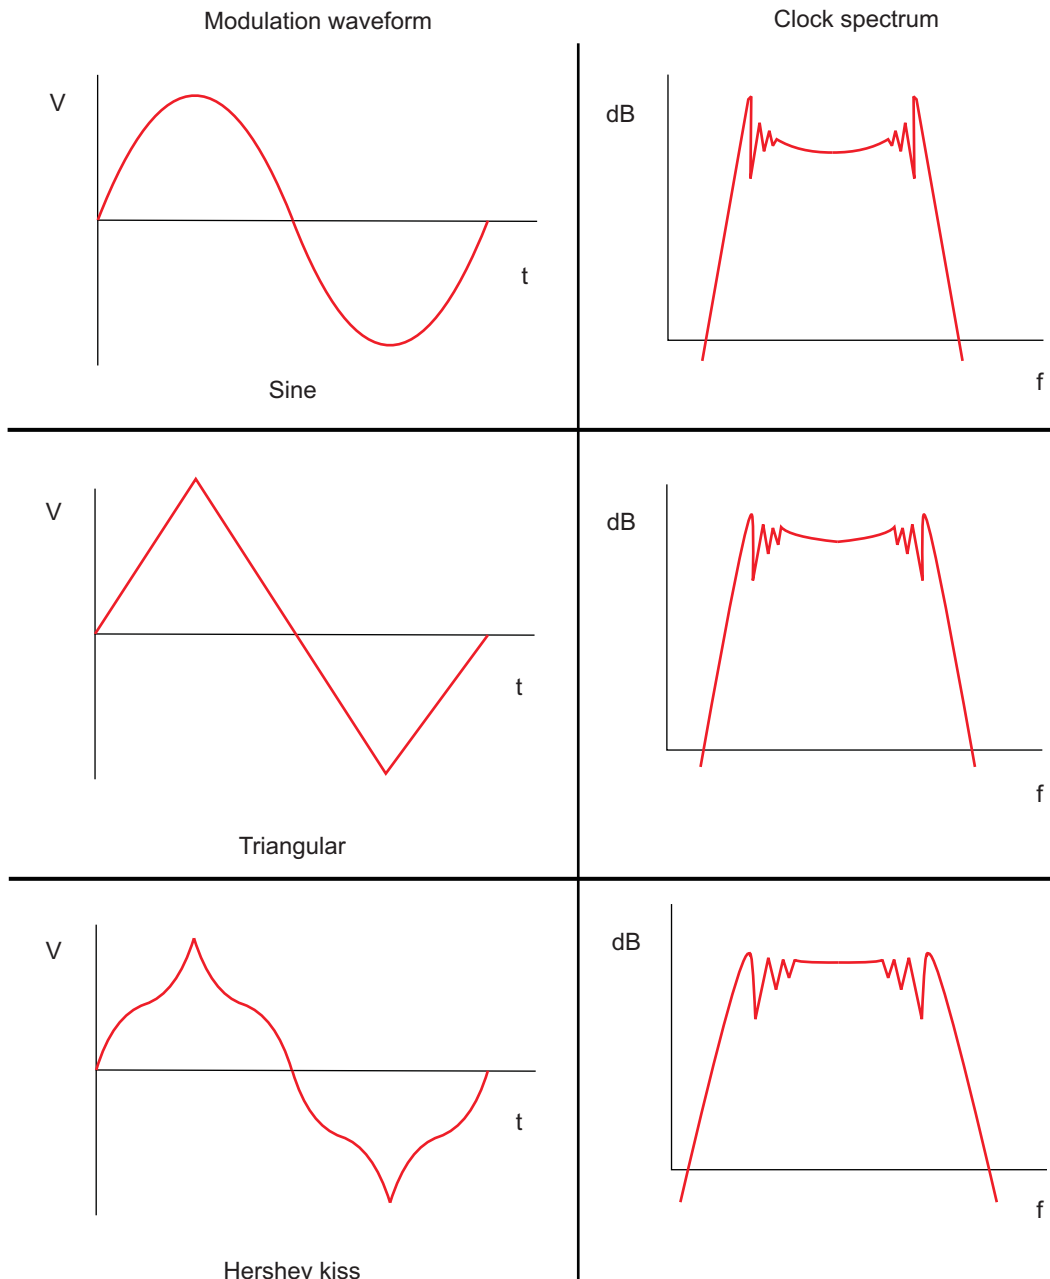 Modulation waveform
Clock spectrum
V
t
Sine
dB
f
V
t
Triangular
dB
f
V
t
Hershey kiss
dB
f